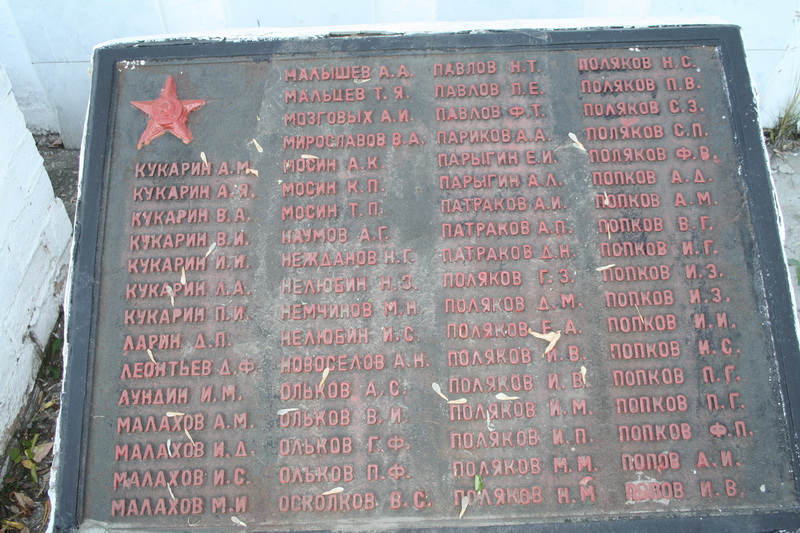 КУКАРИН А.М.
КУКАРИН А.Я.
КУКАРИН В.А.
КУКАРИН В.И.
КУКАРИН И.И.
КУКАРИН Л.А.
КУКАРИН П.И.
ЛАРИН Д.П.
ЛЕОНТЬЕВ Д.Ф.
ЛУНДИН И.М.
МАЛАХОВ А.М.
МАЛАХОВ И.Д.
МАЛАХОВ И.С.
МАЛАХОВ М.И
МАЛЫШЕВ А.А.
МАЛЬЦЕВ Т.Я.
МОЗГОВЫХ А.И
МИРОСЛАВОВ В.А.
МОСИН А.К.
МОСИН К.П.
МОСИН Т.П.
НАУМОВ А.Г.
НЕЖДАНОВ Н.Г.
НЕЛЮБИН Н.З.
НЕМЧИНОВ М.Н.
НЕЛЮБИН И.С.
НОВОСЕЛОВ А.Н.
ОЛЬКОВ А.С.
ОЛЬКОВ В.И.
ОЛЬКОВ Г.Ф.
ОЛЬКОВ П.Ф.
ОСКОЛКОВ В.С.
ПАВЛОВ Н.Т.
ПАВЛОВ П.Е.
ПАВЛОВ Ф.Т.
ПАРИКОВ А.А.
ПАРЫГИН Е.И.
ПАРЫГИН А.Л.
ПАТРАКОВ А.И.
ПАТРАКОВ А.П.
ПАТРАКОВ Д.Н.
ПОЛЯКОВ Г.З.
ПОЛЯКОВ Д.М.
ПОЛЯКОВ Е.А.
ПОЛЯКОВ И.В.
ПОЛЯКОВ И.В.
ПОЛЯКОВ И.М.
ПОЛЯКОВ И.П.
ПОЛЯКОВ М.М.
ПОЛЯКОВ Н.М
ПОЛЯКОВ Н.С.
ПОЛЯКОВ П.В.
ПОЛЯКОВ С.З.
ПОЛЯКОВ С.П.
ПОЛЯКОВ Ф.В.
ПОПКОВ А.Д.
ПОПКОВ А.М.
ПОПКОВ В.Г.
ПОПКОВ И.Г.
ПОПКОВ И.З.
ПОПКОВ И.З.
ПОПКОВ И.И.
ПОПКОВ И.С.
ПОПКОВ П.Г.
ПОПКОВ П.Г.
ПОПКОВ Ф.П.
ПОПОВ А.И.
ПОПОВ И.В.